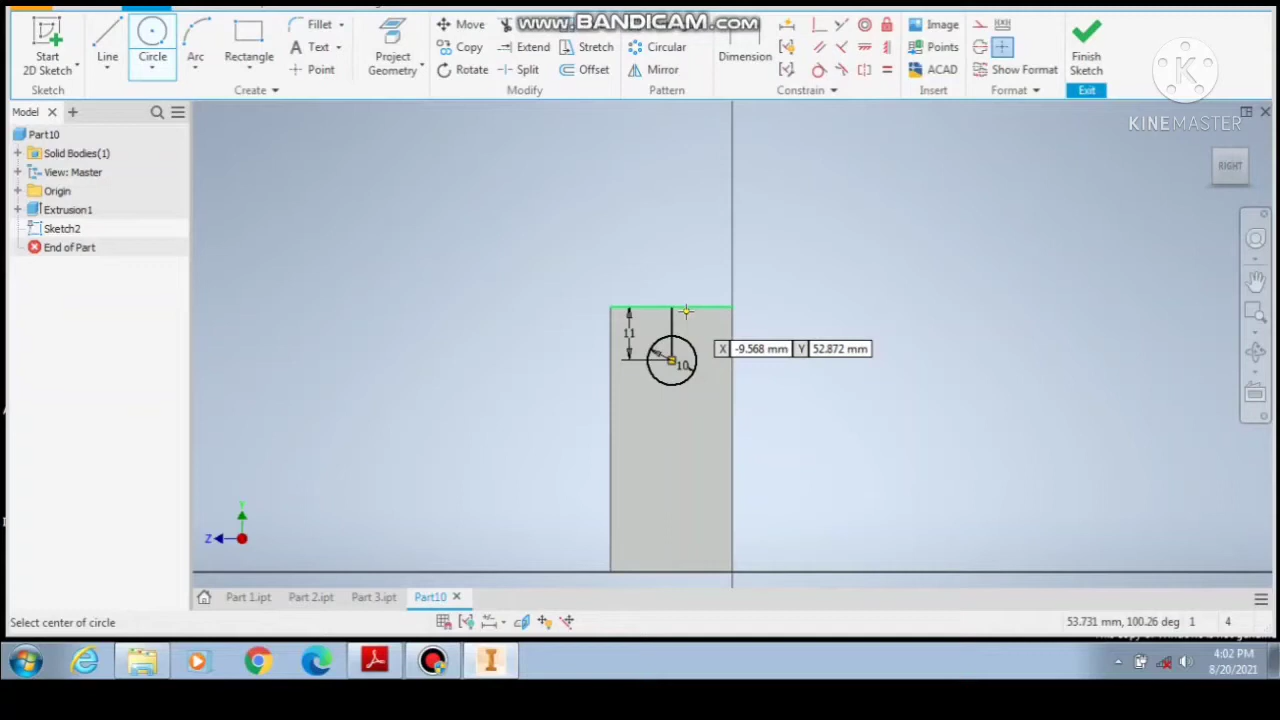 www.BANDICAM.com
K
KINEMASTER
Start
2D Sketch
Line
Circle
Arc
Rectangle
Fillet
Text
Point
Project
Geometry
Move
Copy
Rotate
Extend
Split
Stretch
Offset
Circular
Mirror
Dimension
Image
Points
ACAD
Show Format
Finish
Sketch
Sketch
Create
Modify
Pattern
Constrain
Insert
Format
Exit
Model
Part10
Solid Bodies(1)
View: Master
Origin
Extrusion1
Sketch2
End of Part
RIGHT
11
10
X -9.568 mm Y 52.872 mm
Y
Z
Part 1.ipt
Part 2.ipt
Part 3.ipt
Part10
Select center of circle
53.731 mm, 100.26 deg 1 4
4:02 PM
8/20/2021